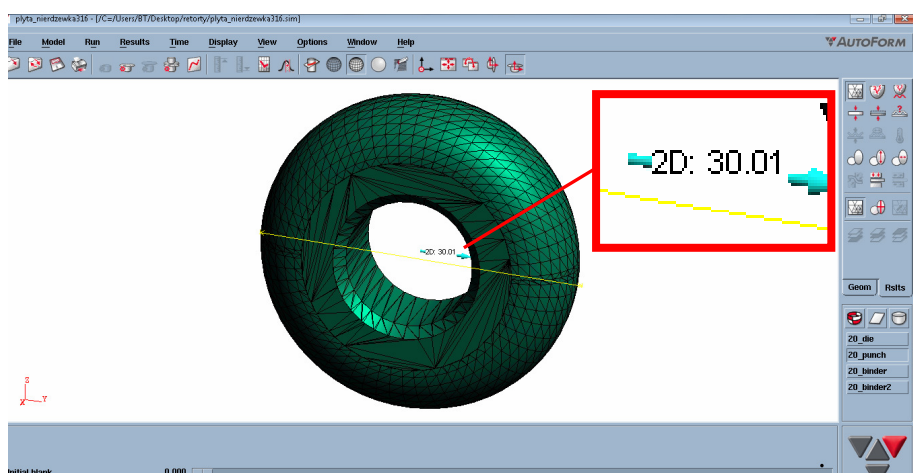 plyta_nierdzewka316 - [/C=/Users/BT/Desktop/retorty/plyta_nierdzewka316.sim]
File Model Run Results Time Display View Options Window Help
AUTOFORM
2D: 30.01
2D: 30.01
Geom Rslts
20_die
20_punch
20_binder
20_binder2
Z
X Y
Initial blank 0.000